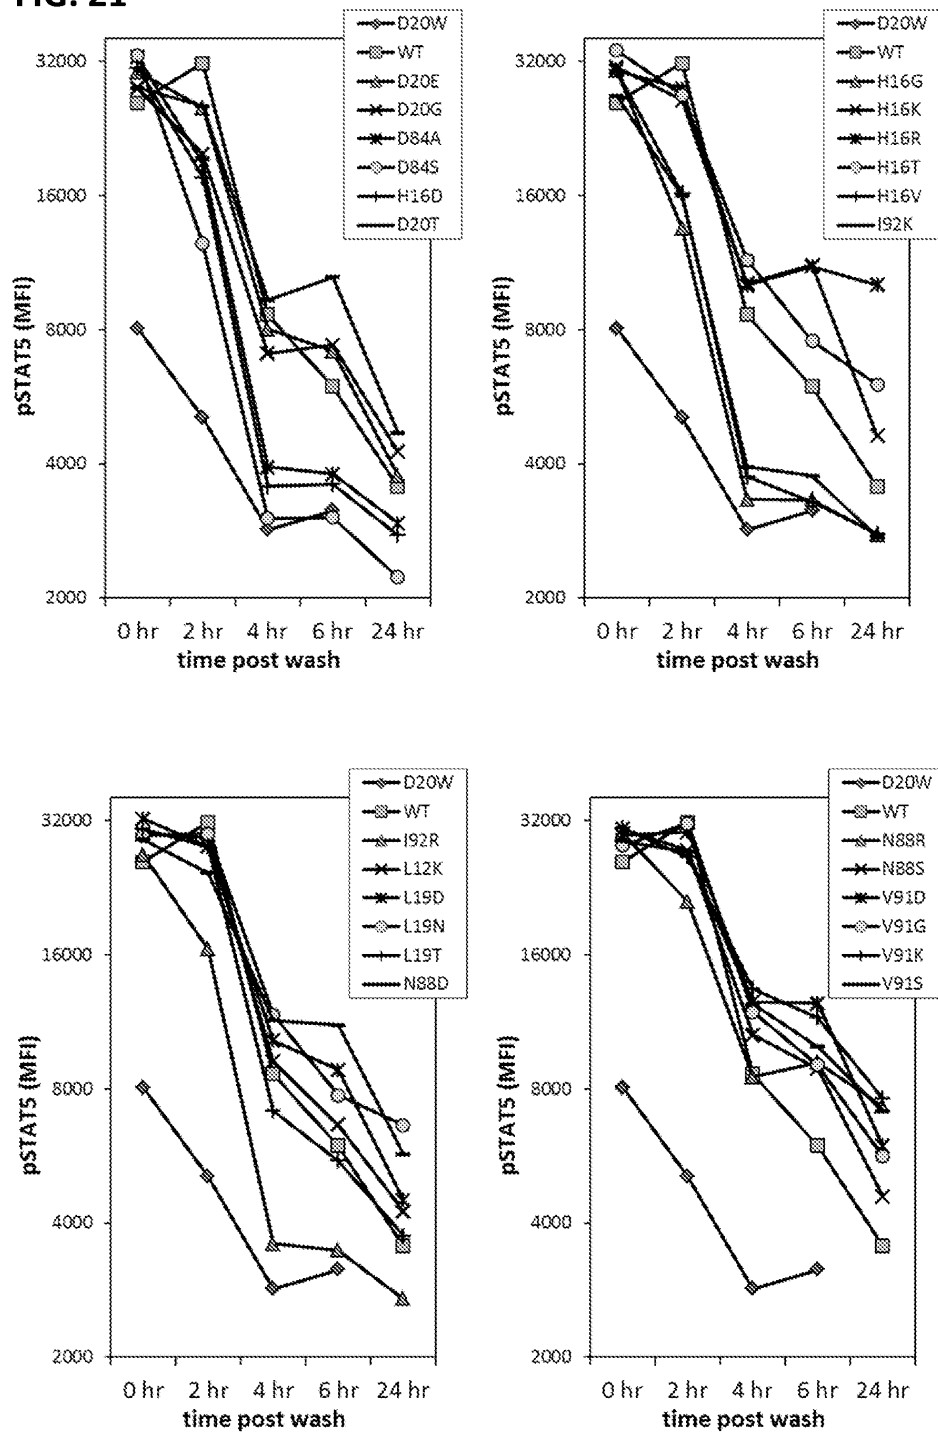 FIG. 21
D20W
WT
D20E
D20G
D84A
D84S
H16D
D20T
32000
16000
8000
4000
2000
pSTAT5 (MFI)
0 hr 2 hr 4 hr 6 hr 24 hr
time post wash
D20W
WT
H16G
H16K
H16R
H16T
H16V
I92K
32000
16000
8000
4000
2000
pSTAT5 (MFI)
0 hr 2 hr 4 hr 6 hr 24 hr
time post wash
D20W
WT
I92R
L12K
L19D
L19N
L19T
N88D
32000
16000
8000
4000
2000
pSTAT5 (MFI)
0 hr 2 hr 4 hr 6 hr 24 hr
time post wash
D20W
WT
N88R
N88S
V91D
V91G
V91K
V91S
32000
16000
8000
4000
2000
pSTAT5 (MFI)
0 hr 2 hr 4 hr 6 hr 24 hr
time post wash